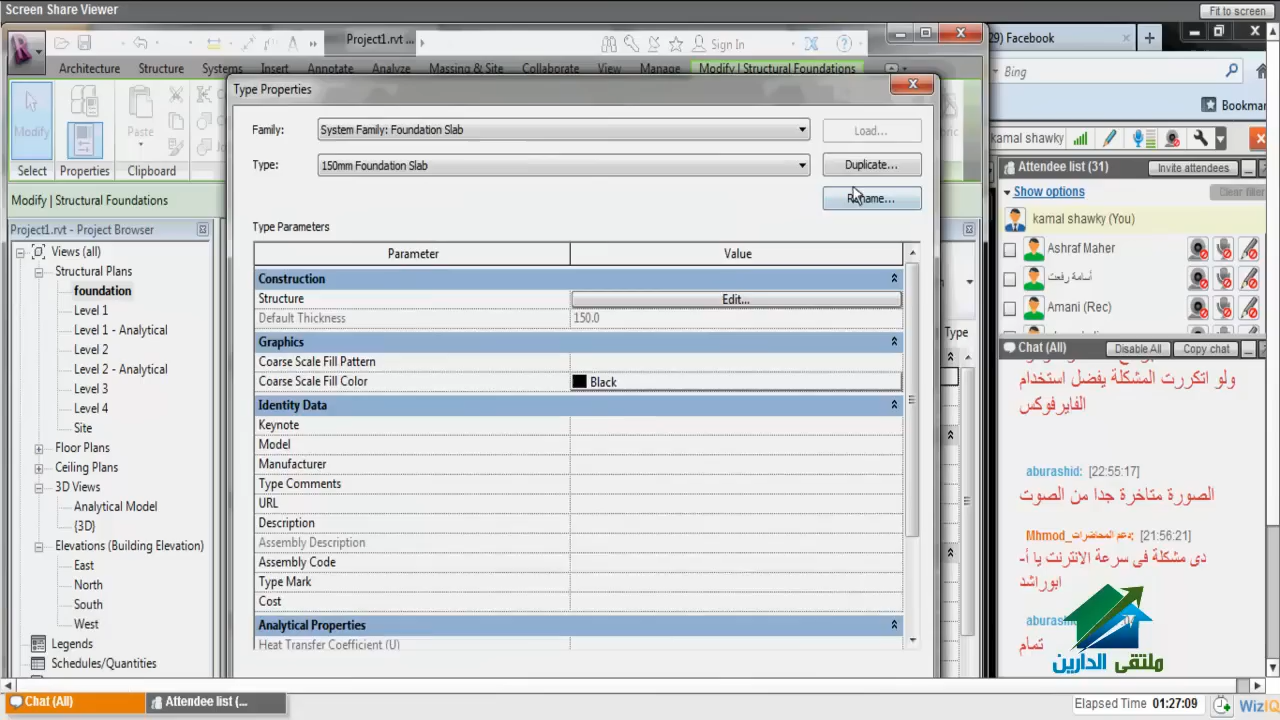 Screen Share Viewer
Fit to screen
Project1.rvt ...
Sign In
Facebook
Bing
Architecture
Structure
Systems
Insert
Annotate
Analyze
Massing & Site
Collaborate
View
Manage
Modify | Structural Foundations
Modify
Paste
Select
Properties
Clipboard
Bookmar
kamal shawky
Type Properties
Family:
System Family: Foundation Slab
Load...
Type:
150mm Foundation Slab
Duplicate...
Rename...
Type Parameters
Parameter
Value
Construction
Structure
Edit...
Default Thickness
150.0
Graphics
Coarse Scale Fill Pattern
Coarse Scale Fill Color
Black
Identity Data
Keynote
Model
Manufacturer
Type Comments
URL
Description
Assembly Description
Assembly Code
Type Mark
Cost
Analytical Properties
Heat Transfer Coefficient (U)
Type
Modify | Structural Foundations
Project1.rvt - Project Browser
Views (all)
Structural Plans
foundation
Level 1
Level 1 - Analytical
Level 2
Level 2 - Analytical
Level 3
Level 4
Site
Floor Plans
Ceiling Plans
3D Views
Analytical Model
{3D}
Elevations (Building Elevation)
East
North
South
West
Legends
Schedules/Quantities
Attendee list (31)
Invite attendees
Show options
Clear filter
kamal shawky (You)
Ashraf Maher
أسامة رفعت
Amani (Rec)
Chat (All)
Disable All
Copy chat
ولو اتكررت المشكلة يفضل استخدام
الفايرفوكس
aburashid: [22:55:17]
الصورة متاخرة جدا من الصوت
Mhmod_دعم المحاضرات: [21:56:21]
دى مشكلة فى سرعة الانترنت يا أ-
ابوراشد
تمام
ملتقى الدارين
Chat (All)
Attendee list (...
Elapsed Time 01:27:09
WizIQ